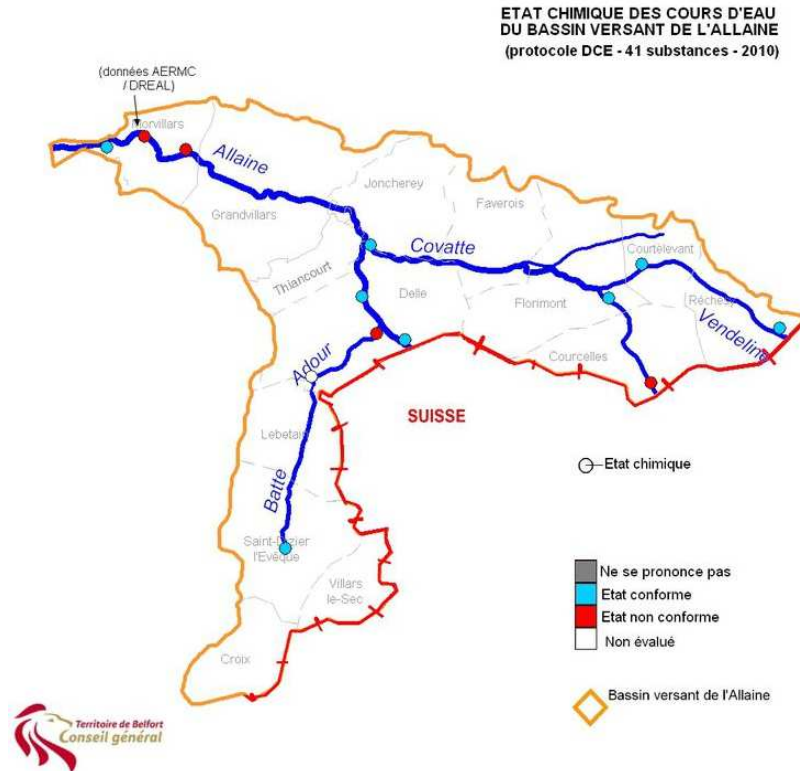 ETAT CHIMIQUE DES COURS D'EAU
DU BASSIN VERSANT DE L'ALLAINE
(protocole DCE - 41 substances - 2010)
(données AERMC
/ DREAL)
Morvillars
Allaine
Joncherey
Grandvillars
Faverois
Covatte
Courtelevant
Thiancourt
Delle
Florimont
Réchésy
Vendeline
Courcelles
Adour
SUISSE
Lebetain
Batte
Etat chimique
Saint-Dizier
l'Evêque
Villars
le-Sec
Croix
Ne se prononce pas
Etat conforme
Etat non conforme
Non évalué
Bassin versant de l'Allaine
Territoire de Belfort
Conseil général